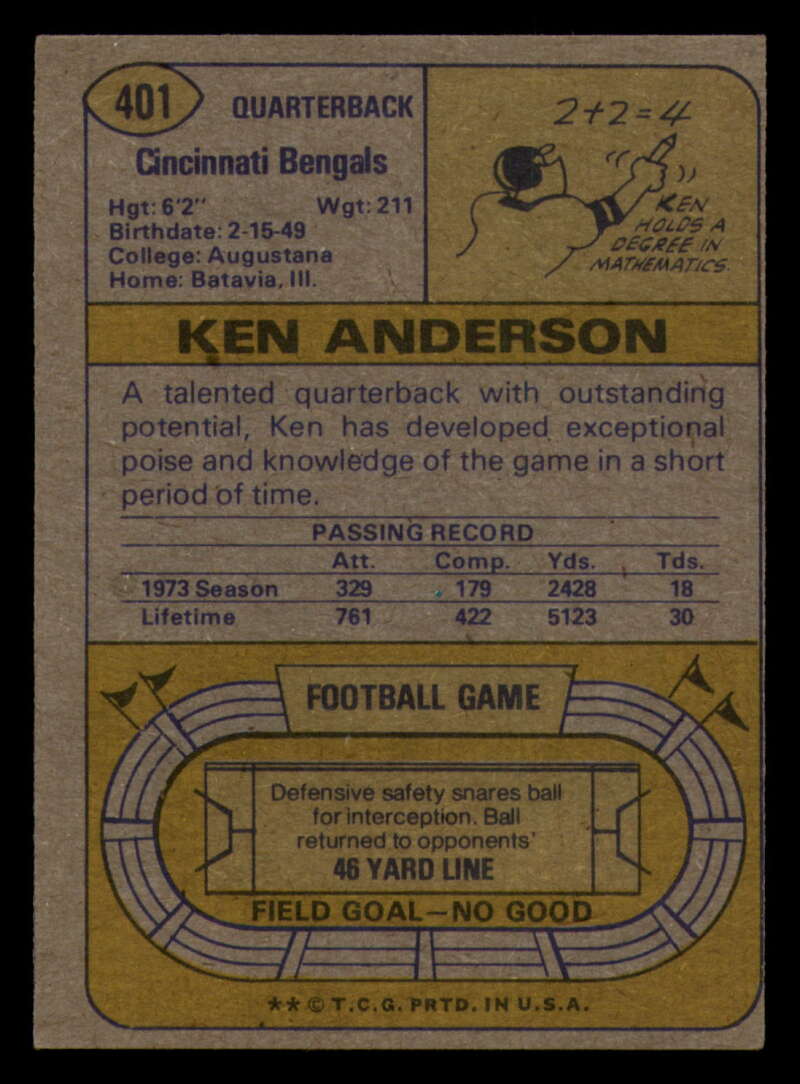 401 QUARTERBACK
Cincinnati Bengals
Hgt: 6'2" Wgt: 211
Birthdate: 2-15-49
College: Augustana
Home: Batavia, Ill.
2+2=4
KEN
HOLDS A
DEGREE IN
MATHEMATICS.
KEN ANDERSON
A talented quarterback with outstanding
potential, Ken has developed exceptional
poise and knowledge of the game in a short
period of time.
PASSING RECORD
Att. Comp. Yds. Tds.
1973 Season 329 179 2428 18
Lifetime 761 422 5123 30
FOOTBALL GAME
Defensive safety snares ball
for interception. Ball
returned to opponents'
46 YARD LINE
FIELD GOAL—NO GOOD
** © T.C.G. PRTD. IN U.S.A.